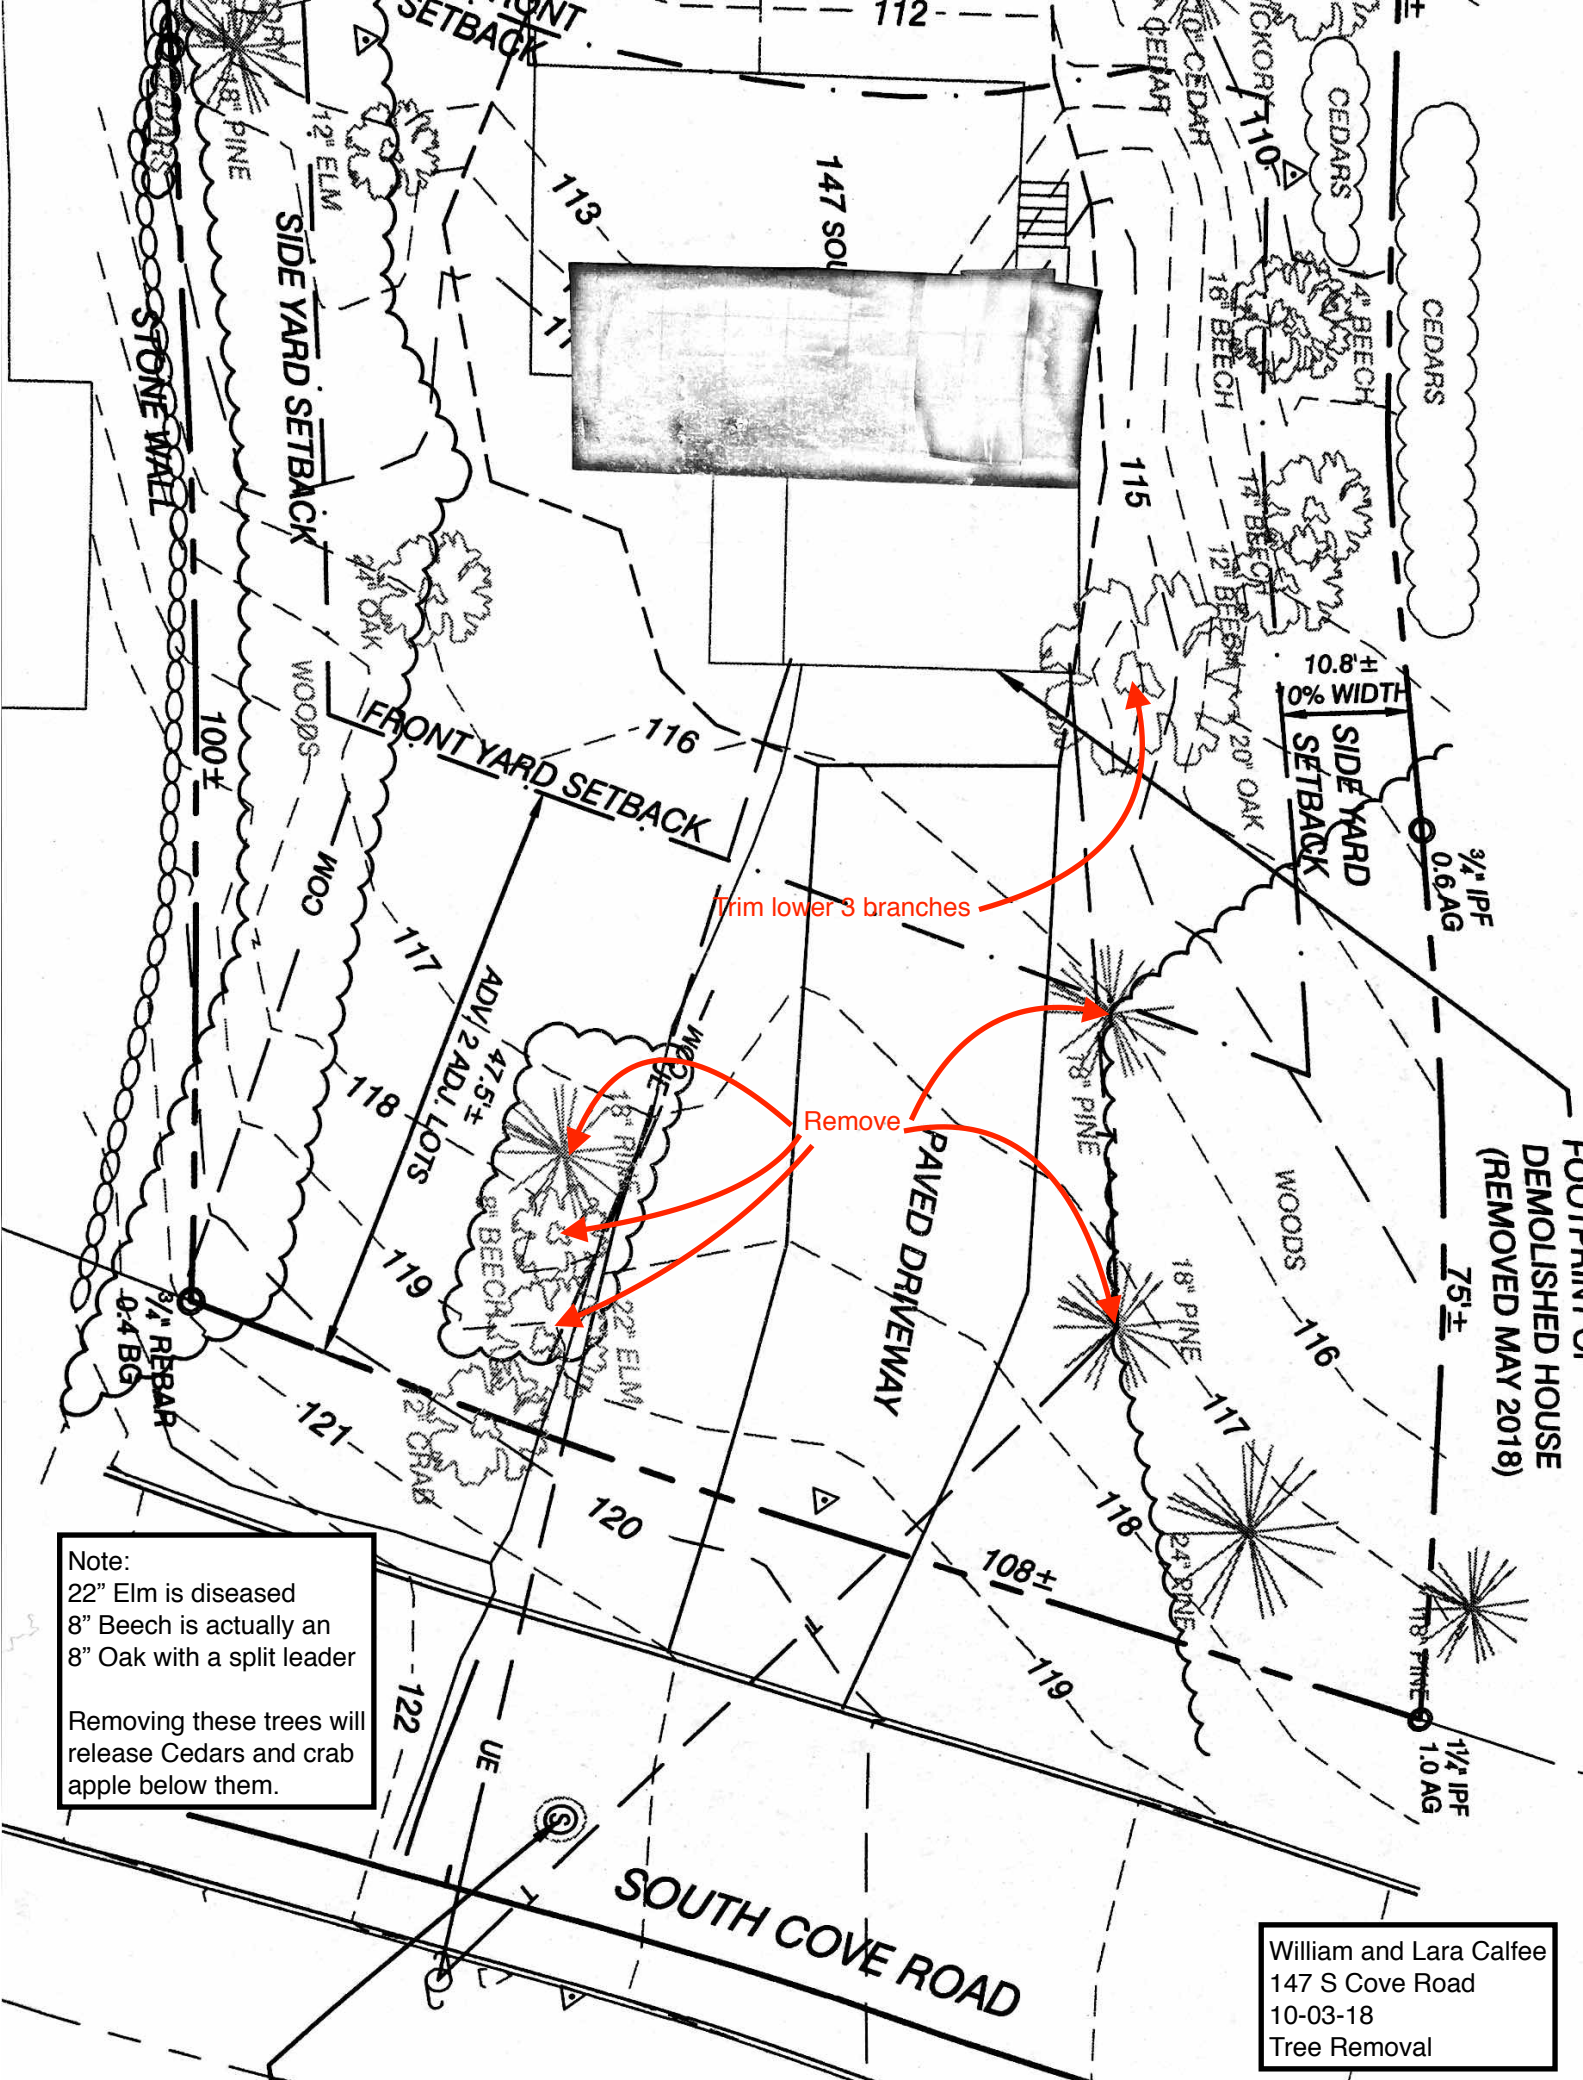 FRONT
SETBACK
112
10" CEDAR
CEDAR
HICKORY
110
CEDARS
CEDARS
CEDARS
18" PINE
12" ELM
113
147 SOU
SIDE YARD SETBACK
STONE WALL
18" BEECH
4" BEECH
115
14" BEECH
12" BEECH
24" OAK
WOODS
100±
FRONT YARD SETBACK
116
10.8'±
10% WIDTH
SIDE YARD
SETBACK
20" OAK
3/4" IPF
0.6 AG
WOO
Trim lower 3 branches
117
47.5'±
ADV/ 2 ADJ. LOTS
118
WOO
UE
18" PINE
18" PINE
Remove
8" BEECH
PAVED DRIVEWAY
WOODS
FOOTPRINT OF
DEMOLISHED HOUSE
(REMOVED MAY 2018)
119
22" ELM
18" PINE
75'±
116
3/4" REBAR
0.4 BG
121
12" CRAB
117
120
118
24" PINE
108±
18" PINE
119
1 1/4" IPF
1.0 AG
Note:
22” Elm is diseased
8” Beech is actually an
8” Oak with a split leader
Removing these trees will
release Cedars and crab
apple below them.
122
UE
S
SOUTH COVE ROAD
William and Lara Calfee
147 S Cove Road
10-03-18
Tree Removal